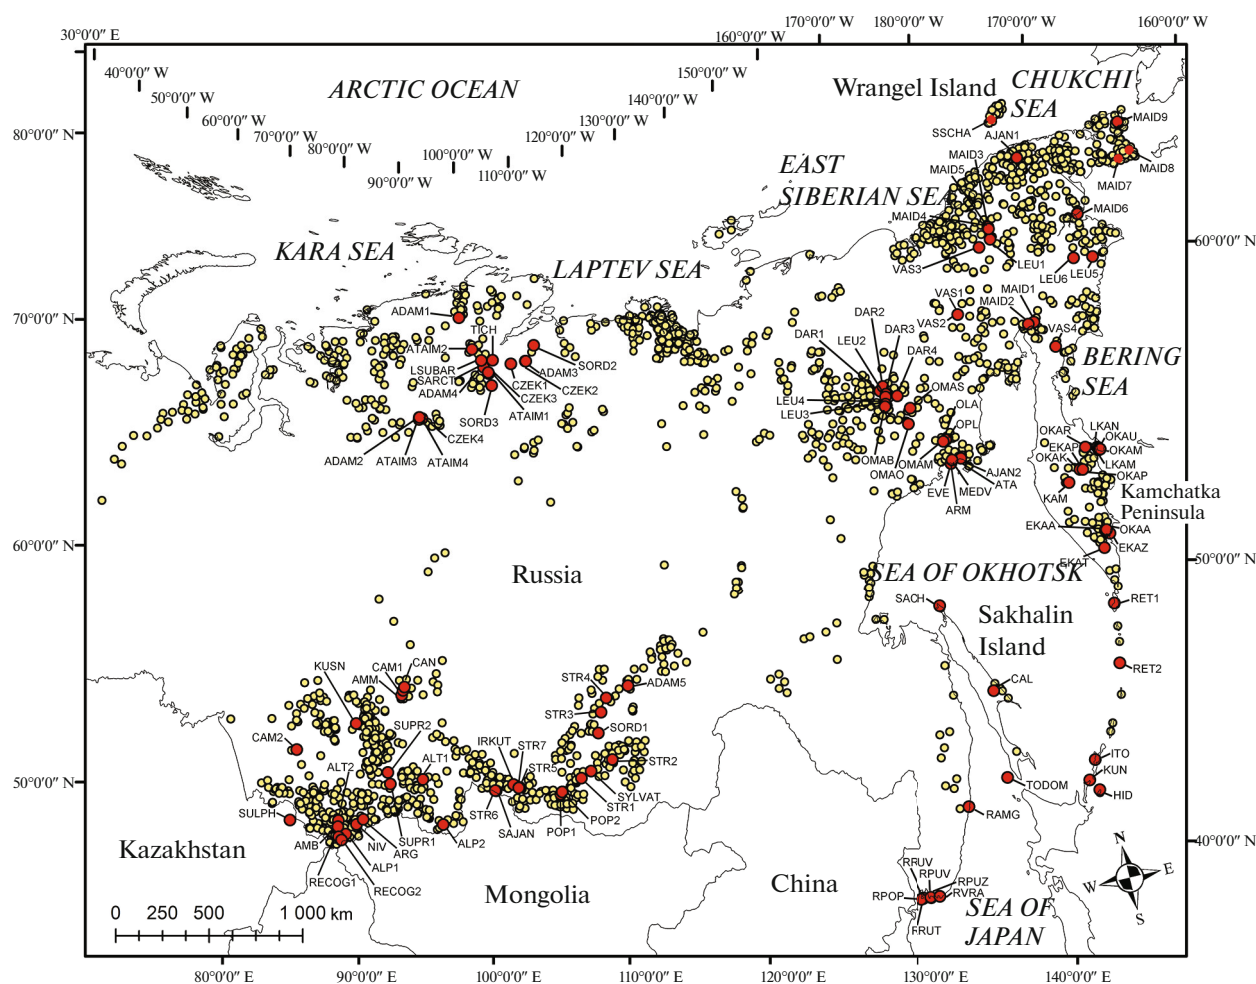 170°0'0" W
180°0'0" W
170°0'0" W
160°0'0" W
30°0'0" E
160°0'0" W
40°0'0" W
150°0'0" W
50°0'0" W
140°0'0" W
60°0'0" W
130°0'0" W
70°0'0" W
120°0'0" W
80°0'0" W
110°0'0" W
90°0'0" W
100°0'0" W
ARCTIC OCEAN
Wrangel Island
CHUKCHI
SEA
80°0'0" N
SSCHA
AJAN1
MAID9
MAID3
MAID5
MAID8
MAID7
EAST
SIBERIAN SEA
MAID4
MAID6
KARA SEA
LAPTEV SEA
60°0'0" N
VAS3
LEU1
LEU6
LEU5
VAS1
MAID1
MAID2
VAS2
VAS4
70°0'0" N
ADAM1
TICH
ATAIM2
LSUBAR
SARCT
ADAM4
SORD2
ADAM3
CZEK1
CZEK2
CZEK3
ATAIM1
SORD3
CZEK4
ADAM2
ATAIM3
ATAIM4
DAR1
DAR2
DAR3
LEU2
DAR4
LEU4
LEU3
OMAS
OLA
OPL
OMAB
OMAO
OMAM
AJAN2
ATA
EVE
MEDV
ARM
BERING
SEA
LKAN
OKAR
OKAU
EKAP
OKAM
OKAK
LKAM
OKAP
KAM
Kamchatka
Peninsula
EKAA
OKAA
EKAZ
EKAT
60°0'0" N
50°0'0" N
Russia
SEA OF OKHOTSK
SACH
Sakhalin
Island
RET1
RET2
CAL
KUSN
CAM1
CAN
AMM
STR4
ADAM5
STR3
SORD1
SUPR2
CAM2
IRKUT
STR7
STR5
STR2
ALT2
ALT1
50°0'0" N
ITO
KUN
HID
TODOM
RAMG
SULPH
SYLVAT
STR1
STR6
SAJAN
POP1
POP2
AMB
NIV
SUPR1
ARG
ALP2
ALP1
RECOG1
RECOG2
40°0'0" N
Kazakhstan
Mongolia
China
RPUV
RPUZ
RVRA
RPOP
SEA OF
JAPAN
0 250 500 1 000 km
N
E
W
S
80°0'0" E
90°0'0" E
100°0'0" E
110°0'0" E
120°0'0" E
130°0'0" E
140°0'0" E